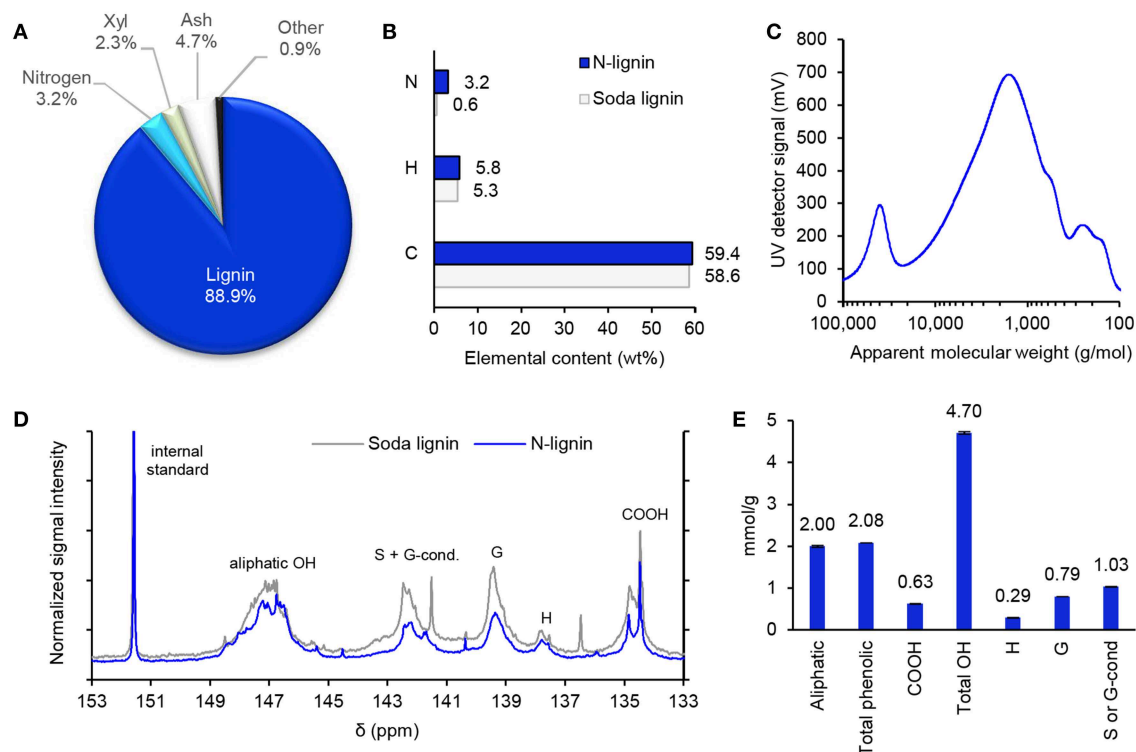 A
Xyl
2.3%
Ash
4.7%
Other
0.9%
Nitrogen
3.2%
Lignin
88.9%
B
N-lignin
Soda lignin
N
3.2
0.6
H
5.8
5.3
C
59.4
58.6
0 10 20 30 40 50 60
Elemental content (wt%)
C
UV detector signal (mV)
800
700
600
500
400
300
200
100
0
100,000 10,000 1,000 100
Apparent molecular weight (g/mol)
D
Normalized sigmal intensity
internal
standard
Soda lignin N-lignin
aliphatic OH
S + G-cond.
G
H
COOH
153 151 149 147 145 143 141 139 137 135 133
δ (ppm)
E
mmol/g
5
4
3
2
1
0
2.00
2.08
0.63
4.70
0.29
0.79
1.03
Aliphatic
Total phenolic
COOH
Total OH
H
G
S or G-cond